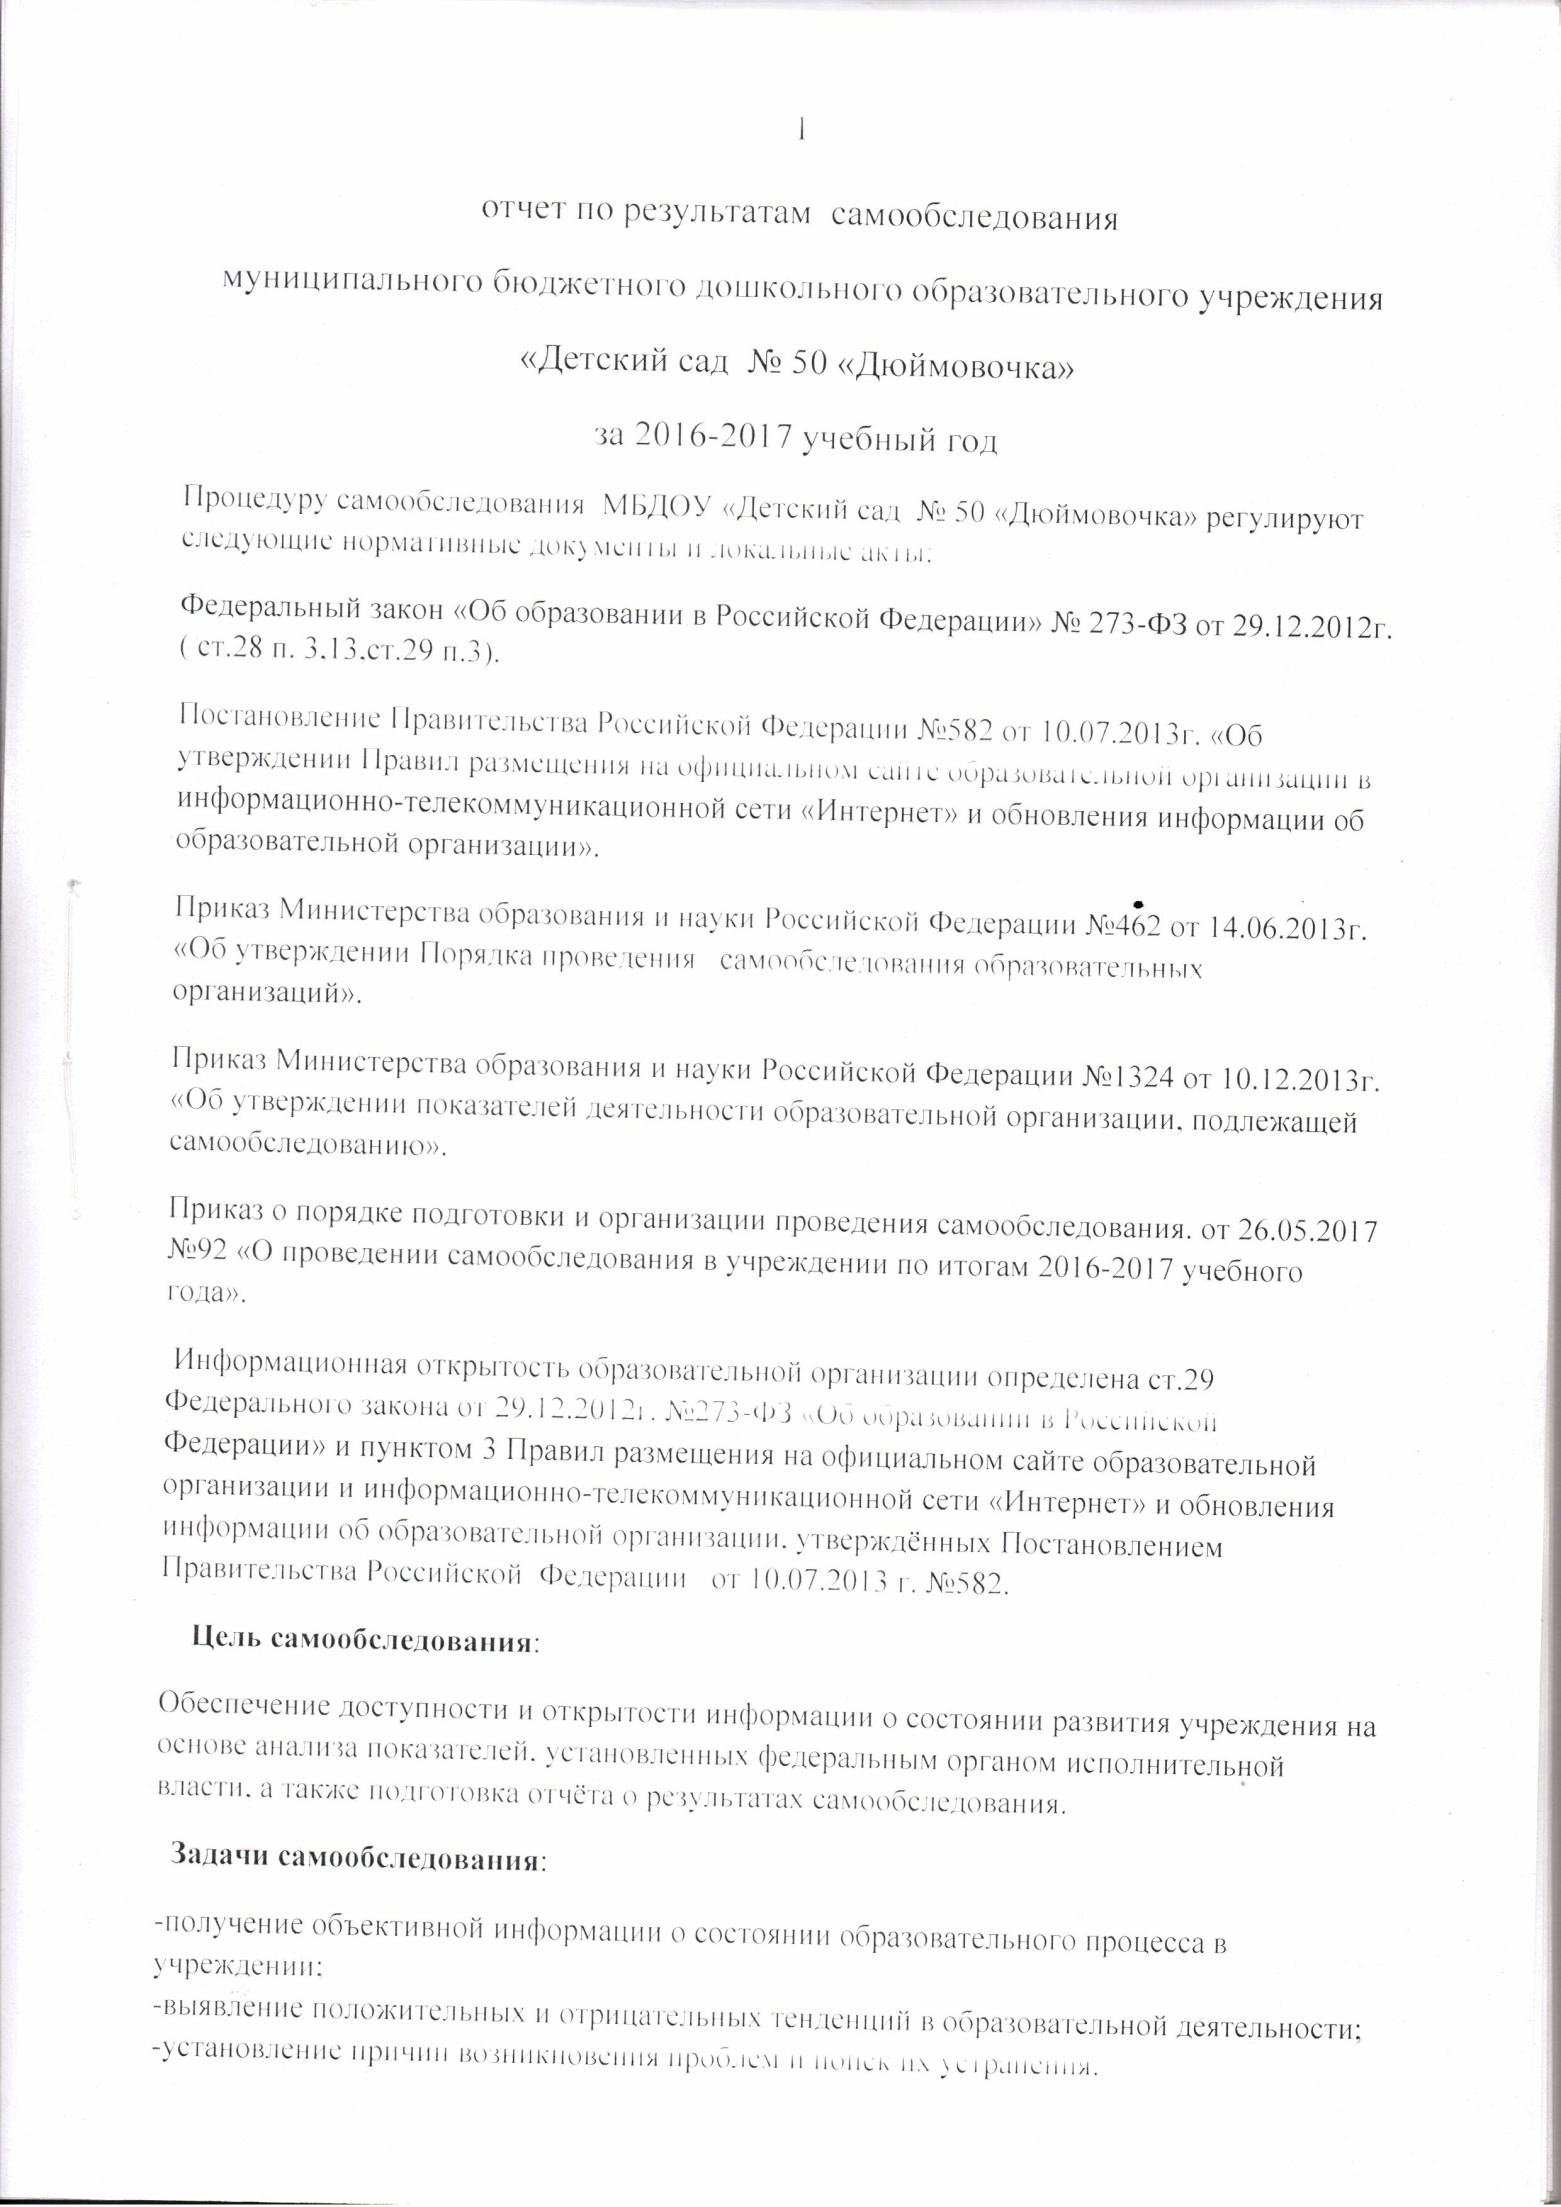 1
отчет по результатам самообследования
муниципального бюджетного дошкольного образовательного учреждения
«Детский сад № 50 «Дюймовочка»
за 2016-2017 учебный год
Процедуру самообследования МБДОУ «Детский сад № 50 «Дюймовочка» регулируют
следующие нормативные документы и локальные акты:
Федеральный закон «Об образовании в Российской Федерации» № 273-ФЗ от 29.12.2012г.
( ст.28 п. 3,13,ст.29 п.3).
Постановление Правительства Российской Федерации №582 от 10.07.2013г. «Об
утверждении Правил размещения на официальном сайте образовательной организации в
информационно-телекоммуникационной сети «Интернет» и обновления информации об
образовательной организации».
Приказ Министерства образования и науки Российской Федерации №462 от 14.06.2013г.
«Об утверждении Порядка проведения самообследования образовательных
организаций».
Приказ Министерства образования и науки Российской Федерации №1324 от 10.12.2013г.
«Об утверждении показателей деятельности образовательной организации, подлежащей
самообследованию».
Приказ о порядке подготовки и организации проведения самообследования. от 26.05.2017
№92 «О проведении самообследования в учреждении по итогам 2016-2017 учебного
года».
Информационная открытость образовательной организации определена ст.29
Федерального закона от 29.12.2012г. №273-ФЗ «Об образовании в Российской
Федерации» и пунктом 3 Правил размещения на официальном сайте образовательной
организации и информационно-телекоммуникационной сети «Интернет» и обновления
информации об образовательной организации, утверждённых Постановлением
Правительства Российской Федерации от 10.07.2013 г. №582.
Цель самообследования:
Обеспечение доступности и открытости информации о состоянии развития учреждения на
основе анализа показателей, установленных федеральным органом исполнительной
власти, а также подготовка отчёта о результатах самообследования.
Задачи самообследования:
-получение объективной информации о состоянии образовательного процесса в
учреждении;
-выявление положительных и отрицательных тенденций в образовательной деятельности;
-установление причин возникновения проблем и поиск их устранения.